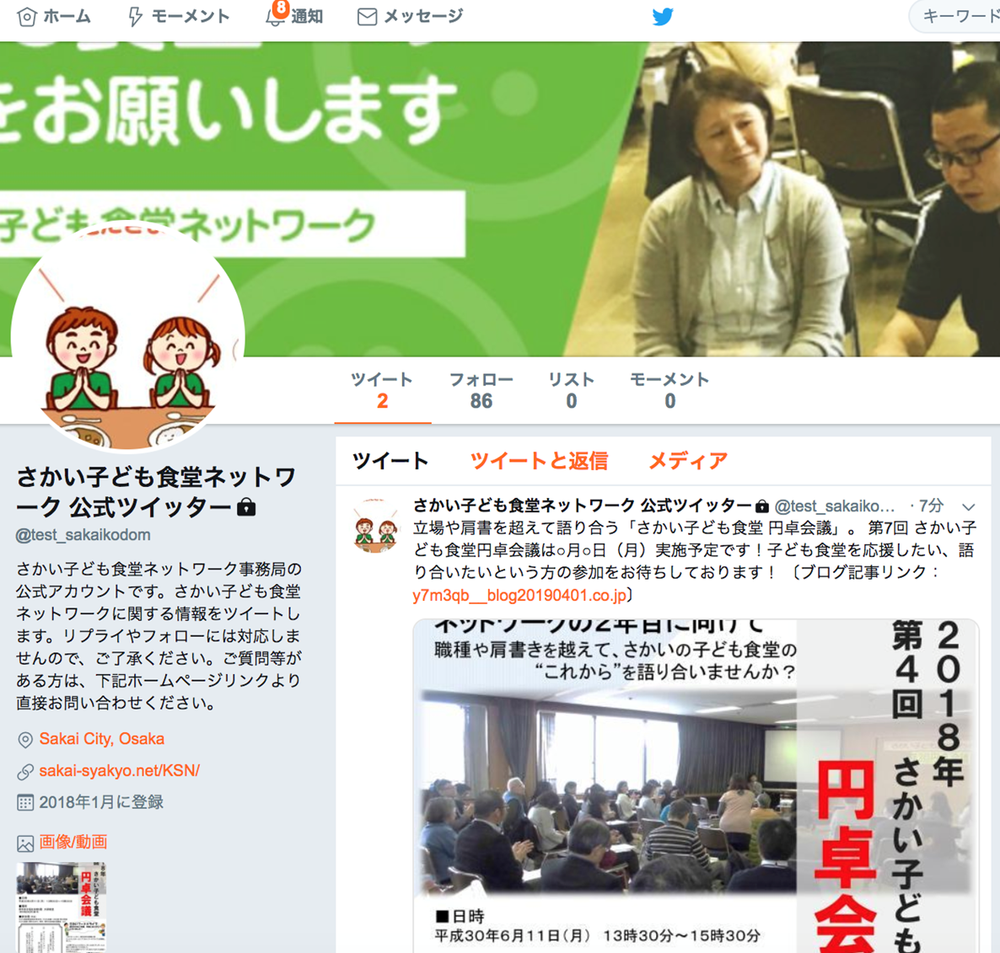 ホーム
モーメント
8
通知
メッセージ
キーワード
をお願いします
子ども食堂ネットワーク
ツイート
2
フォロー
86
リスト
0
モーメント
0
さかい子ども食堂ネットワ
ーク 公式ツイッター
@test_sakaikodom
さかい子ども食堂ネットワーク事務局の
公式アカウントです。さかい子ども食堂
ネットワークに関する情報をツイートし
ます。リプライやフォローには対応しま
せんので、ご了承ください。ご質問等が
ある方は、下記ホームページリンクより
直接お問い合わせください。
Sakai City, Osaka
sakai-syakyo.net/KSN/
2018年1月に登録
画像/動画
ツイート
ツイートと返信
メディア
さかい子ども食堂ネットワーク 公式ツイッター @test_sakaiko... · 7分
立場や肩書を超えて語り合う「さかい子ども食堂 円卓会議」。 第7回 さかい子
ども食堂円卓会議は○月○日（月）実施予定です！子ども食堂を応援したい、語
り合いたいという方の参加をお待ちしております！ 〔ブログ記事リンク：
y7m3qb__blog20190401.co.jp〕
ネットワークの2年目に向けて
職種や肩書きを越えて、さかいの子ども食堂の
“これから”を語り合いませんか？
2018年
第4回 さかい子ども
円卓会
■日時
平成30年6月11日（月） 13時30分〜15時30分
円卓会議